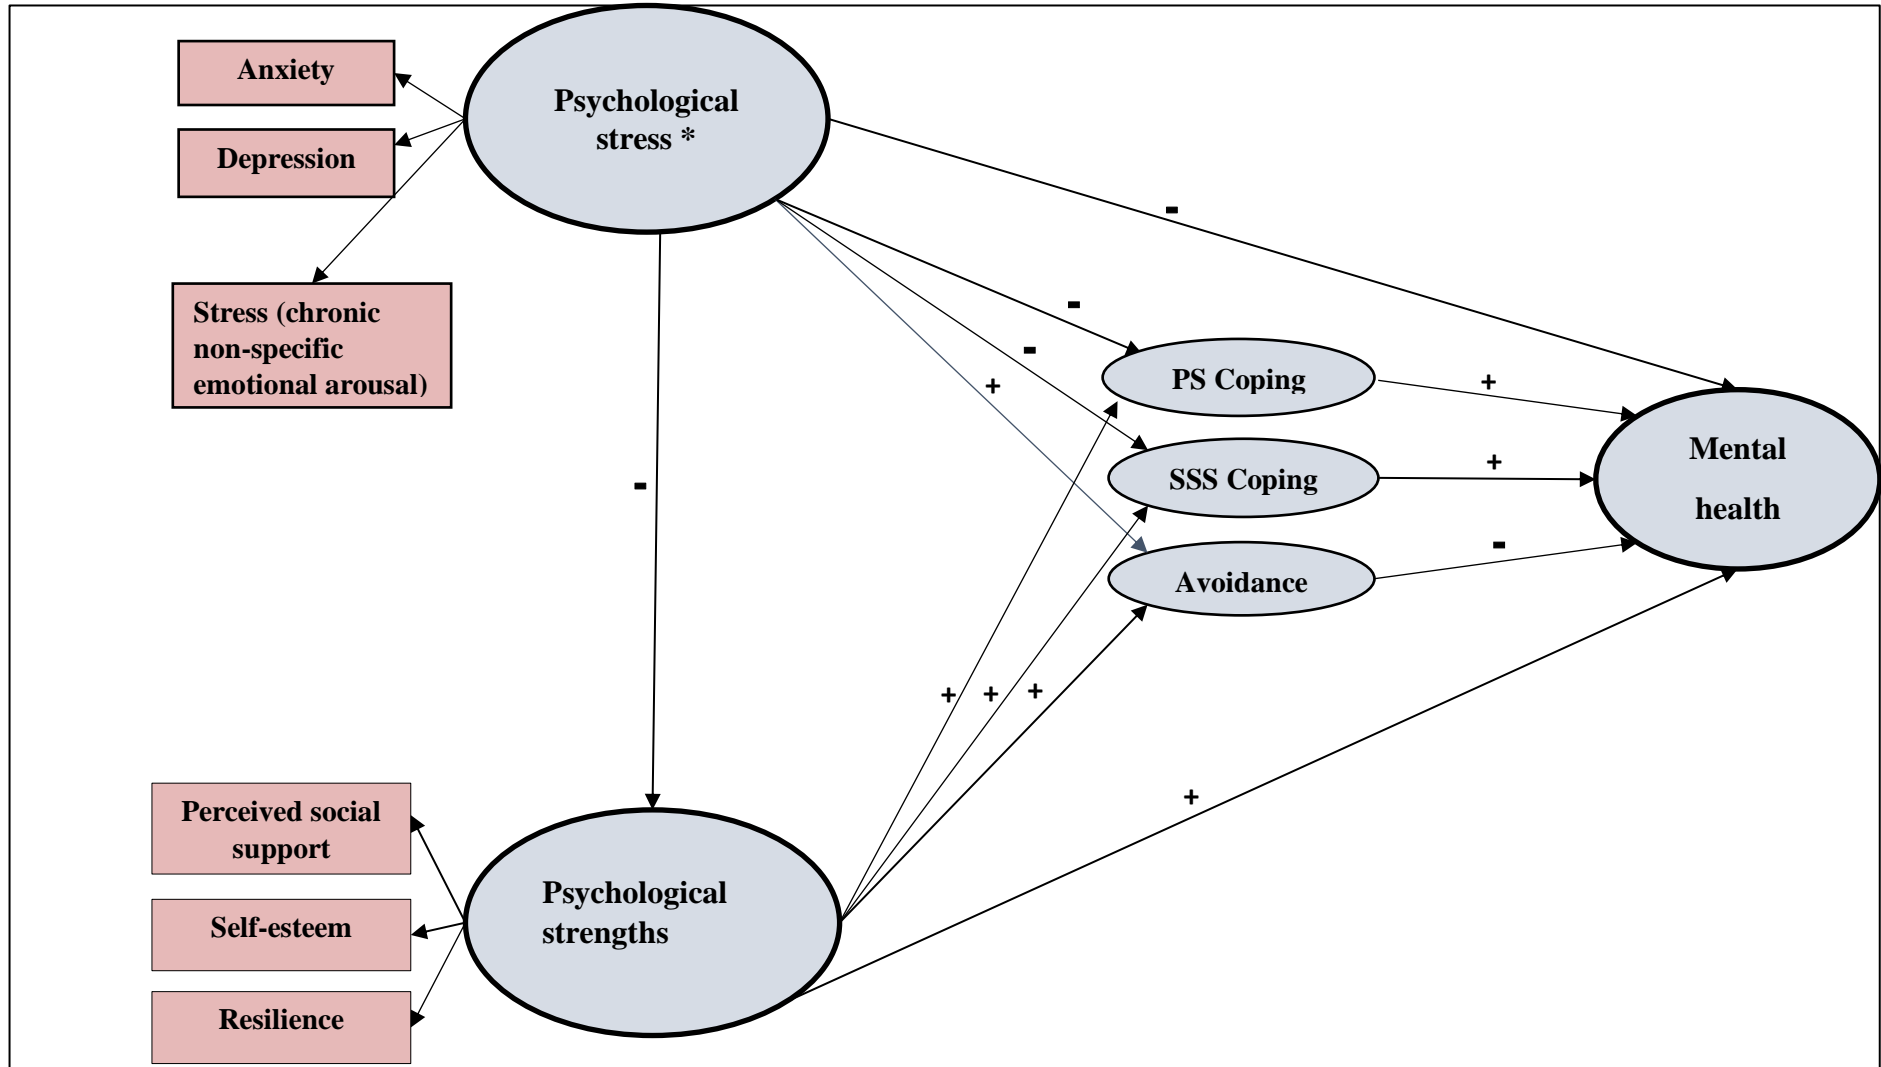 Anxiety
Psychological
stress *
Depression
-
Stress (chronic
non-specific
emotional arousal)
-
-
+
PS Coping
+
Mental
health
SSS Coping
+
-
Avoidance
-
+ + +
+
Perceived social
support
Psychological
strengths
Self-esteem
Resilience